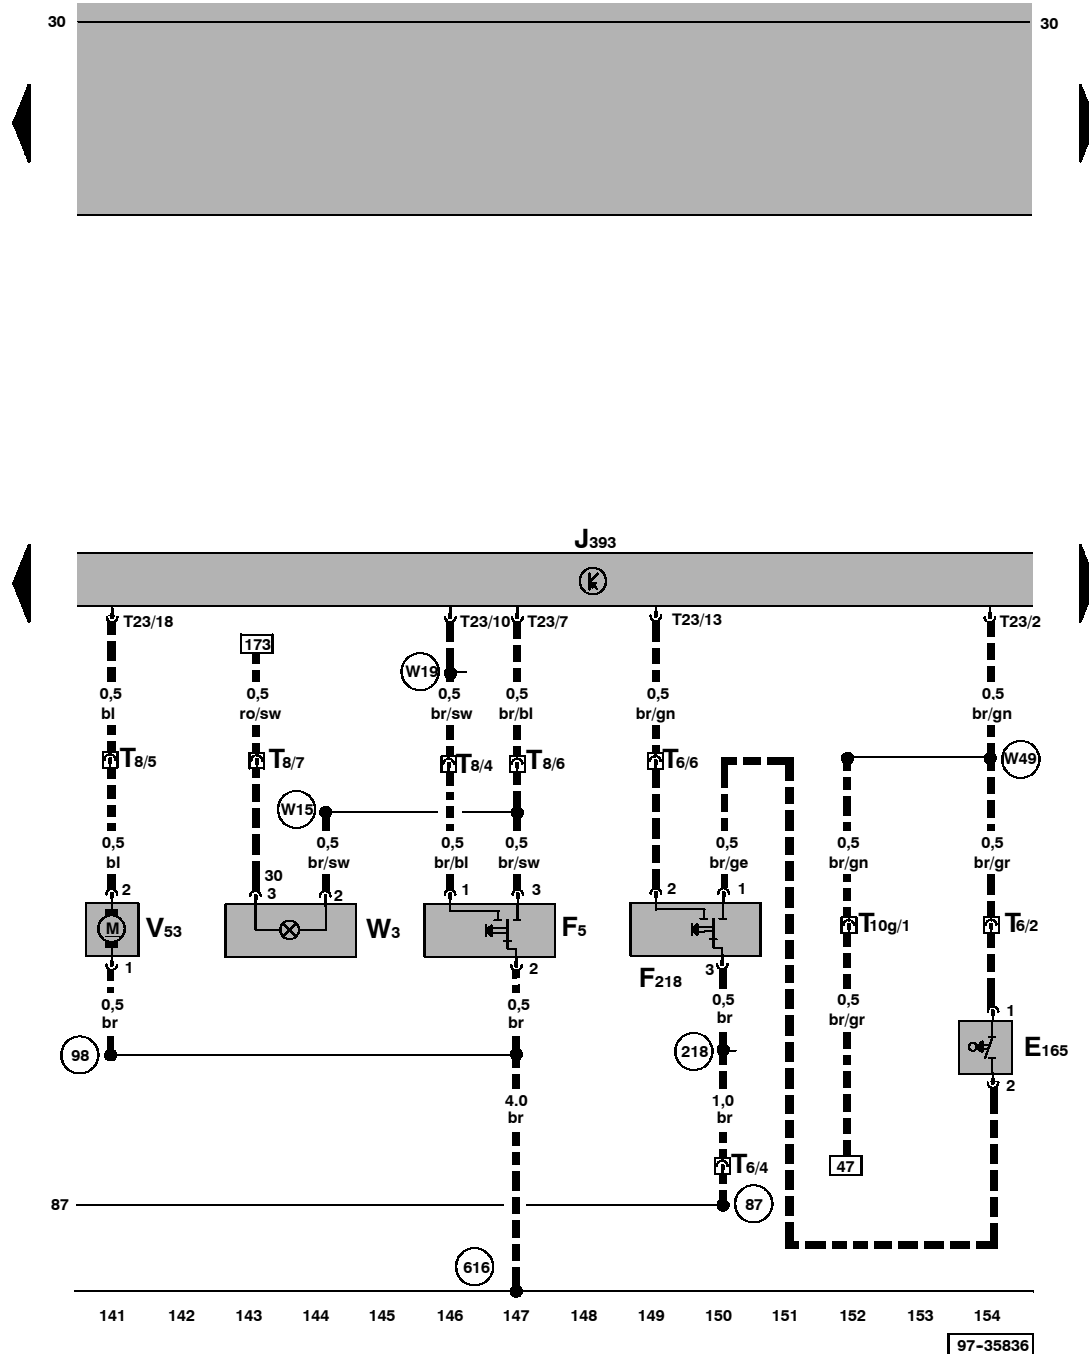 30 30
J393
T23/18 T23/10 T23/7 T23/13 T23/2
173
W19
0,5 0,5 0,5 0,5 0,5 0,5
bl ro/sw br/sw br/bl br/gn br/gn
T8/5 T8/7 T8/4 T8/6 T6/6 W49
W15
0,5 0,5 0,5 0,5 0,5 0,5 0,5
bl br/sw br/bl br/sw br/ge br/gn br/gr
30
2 3 2 1 3 2 1
M V53 W3 F5 T10g/1 T6/2
1 2 F218 3
0,5 0,5 0,5 0,5 1
br br br br/gr
98 218 E165
2
4.0 1,0
br br
T6/4 47
87 87
616
141 142 143 144 145 146 147 148 149 150 151 152 153 154
97-35836